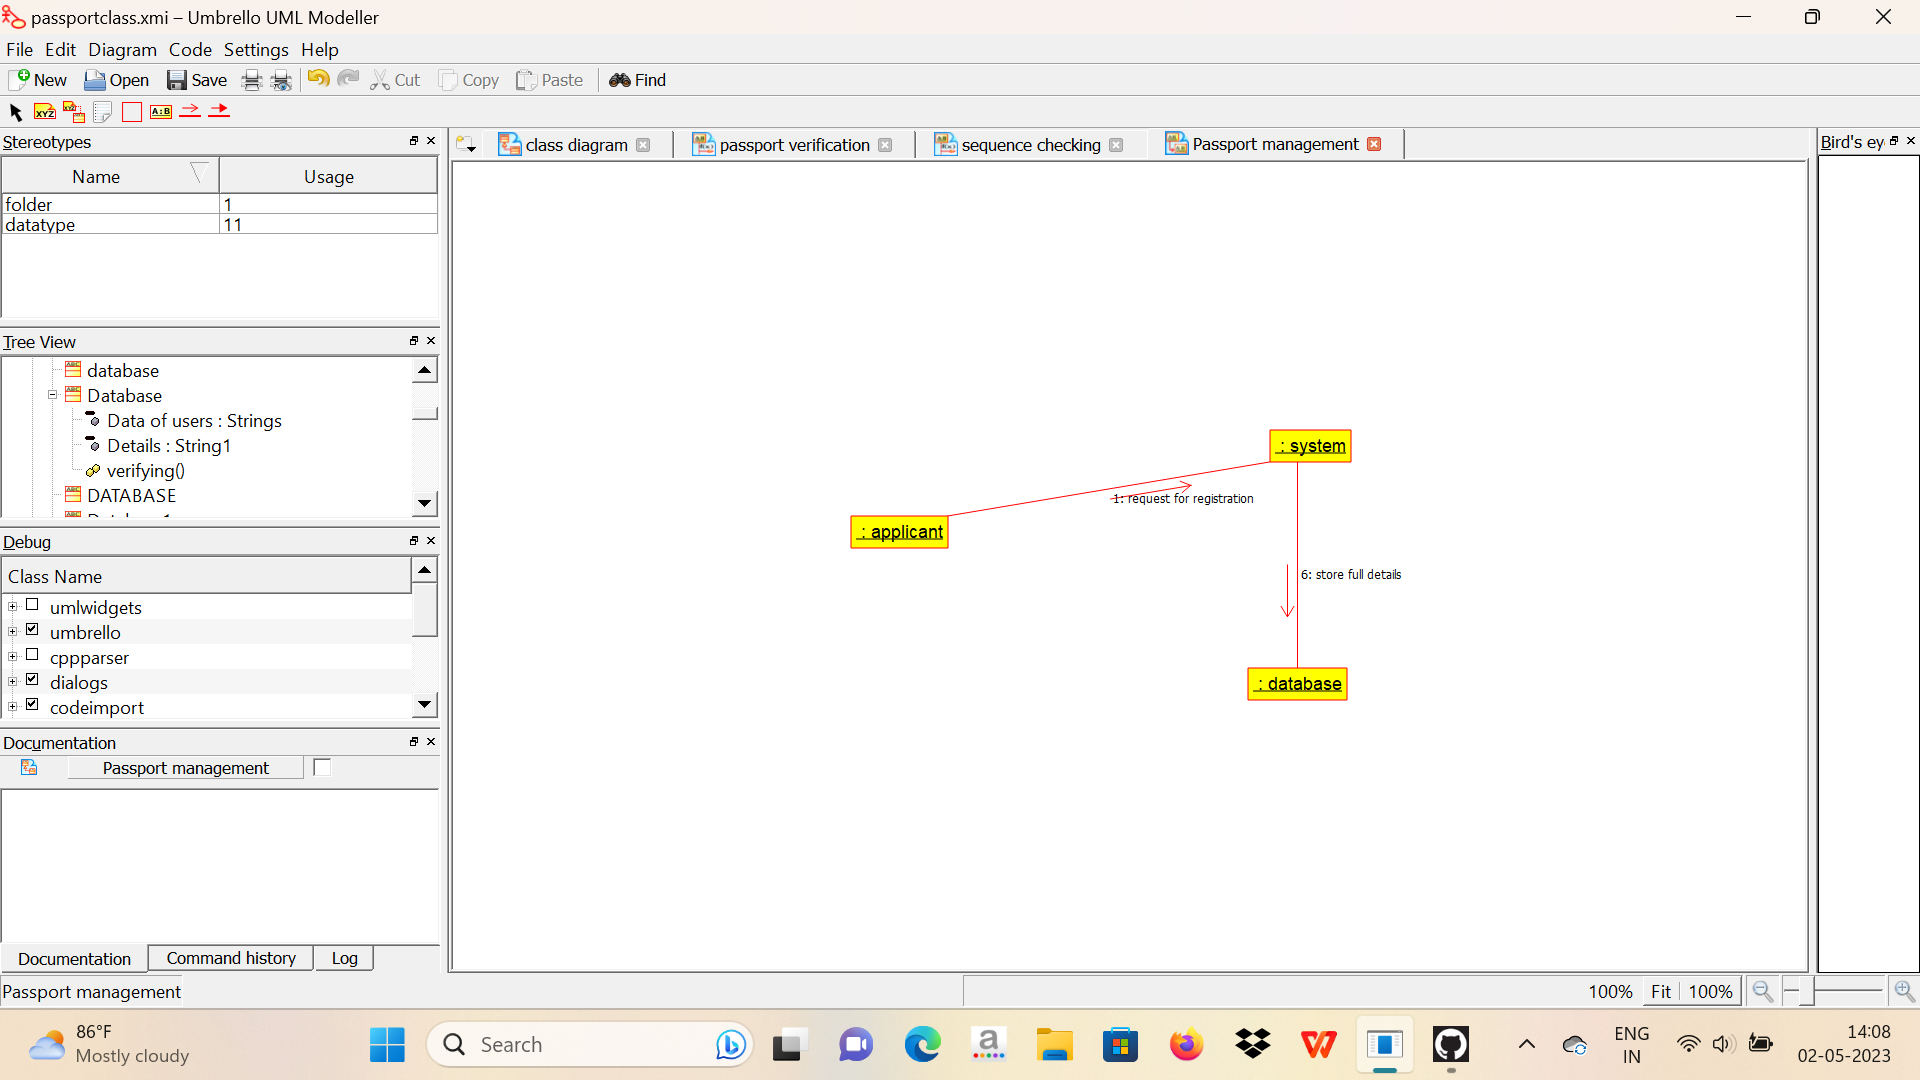 passportclass.xmi – Umbrello UML Modeller
File Edit Diagram Code Settings Help
New Open Save Cut Copy Paste Find
XYZ XYZ A:B
Stereotypes
Name Usage
folder 1
datatype 11
Tree View
database
Database
Data of users : Strings
Details : String1
verifying()
DATABASE
Debug
Class Name
umlwidgets
umbrello
cppparser
dialogs
codeimport
Documentation
Passport management
Documentation Command history Log
class diagram passport verification sequence checking Passport management
: system
1: request for registration
: applicant
6: store full details
: database
Bird's ey
Passport management 100% Fit 100%
86°F
Mostly cloudy
Search
ENG
IN
14:08
02-05-2023